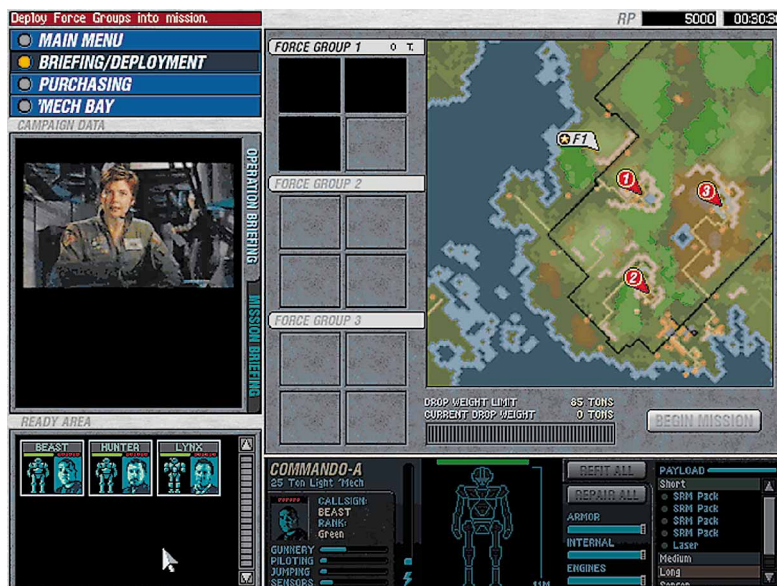 Deploy Force Groups into mission.
RP 5000
MAIN MENU
BRIEFING/DEPLOYMENT
PURCHASING
'MECH BAY
CAMPAIGN DATA
OPERATION BRIEFING
MISSION BRIEFING
FORCE GROUP 1 0 T.
FORCE GROUP 2
FORCE GROUP 3
F1
1
3
2
DROP WEIGHT LIMIT 85 TONS
CURRENT DROP WEIGHT 0 TONS
BEGIN MISSION
READY AREA
BEAST HUNTER LYNX
COMMANDO-A
25 Ton Light 'Mech
CALLSIGN:
BEAST
RANK:
Green
GUNNERY
PILOTING
JUMPING
SENSORS
REFIT ALL
REPAIR ALL
ARMOR
INTERNAL
ENGINES
PAYLOAD
Short
SRM Pack
SRM Pack
SRM Pack
SRM Pack
Laser
Medium
Long